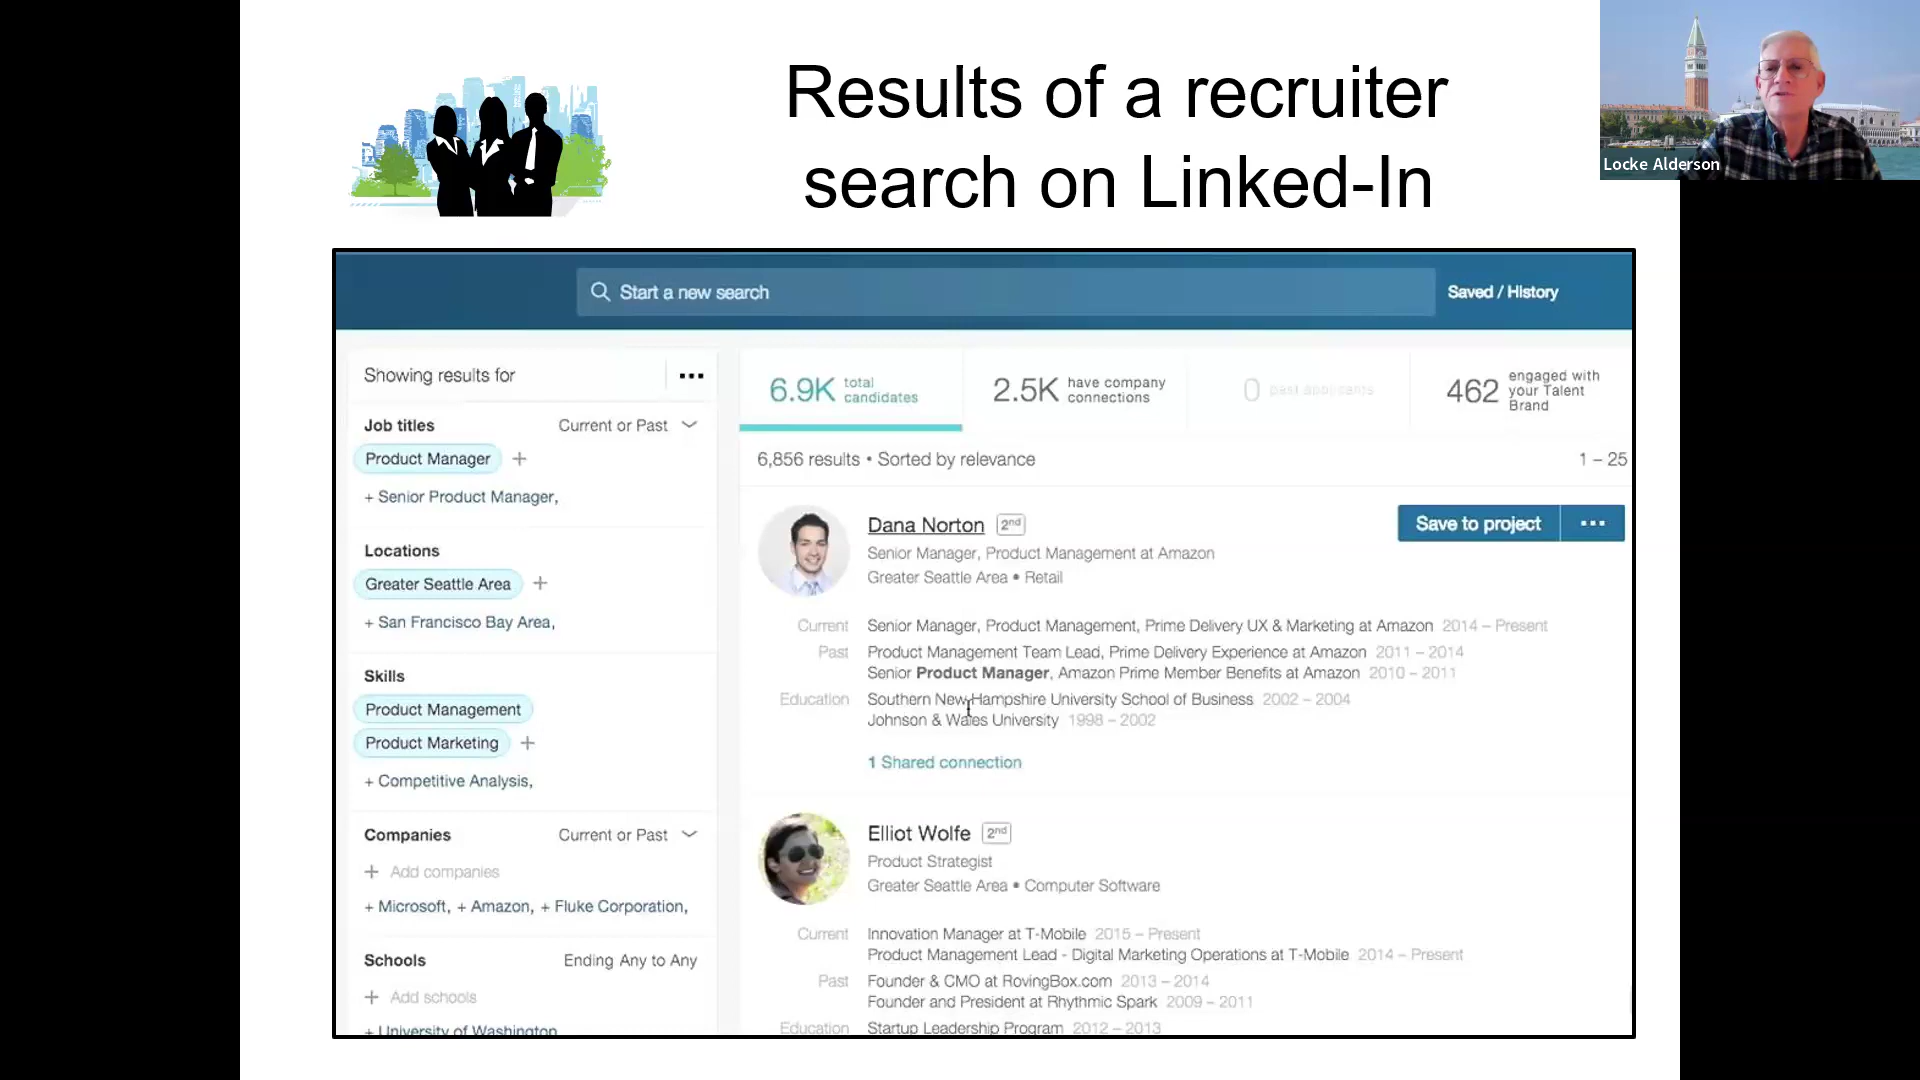 Results of a recruiter
search on Linked-In
Locke Alderson
Start a new search
Saved / History
Showing results for
Job titles
Current or Past
Product Manager +
+ Senior Product Manager,
Locations
Greater Seattle Area +
+ San Francisco Bay Area,
Skills
Product Management
Product Marketing +
+ Competitive Analysis,
Companies
Current or Past
+ Add companies
+ Microsoft, + Amazon, + Fluke Corporation,
Schools
Ending Any to Any
+ Add schools
+ University of Washington
6.9K total
candidates
2.5K have company
connections
0 past applicants
462 engaged with
your Talent
Brand
6,856 results • Sorted by relevance
1 – 25
Dana Norton 2nd
Save to project
Senior Manager, Product Management at Amazon
Greater Seattle Area • Retail
Current Senior Manager, Product Management, Prime Delivery UX & Marketing at Amazon 2014 – Present
Past Product Management Team Lead, Prime Delivery Experience at Amazon 2011 – 2014
Senior Product Manager, Amazon Prime Member Benefits at Amazon 2010 – 2011
Education Southern New Hampshire University School of Business 2002 – 2004
Johnson & Wales University 1998 – 2002
1 Shared connection
Elliot Wolfe 2nd
Product Strategist
Greater Seattle Area • Computer Software
Current Innovation Manager at T-Mobile 2015 – Present
Product Management Lead - Digital Marketing Operations at T-Mobile 2014 – Present
Past Founder & CMO at RovingBox.com 2013 – 2014
Founder and President at Rhythmic Spark 2009 – 2011
Education Startup Leadership Program 2012 – 2013